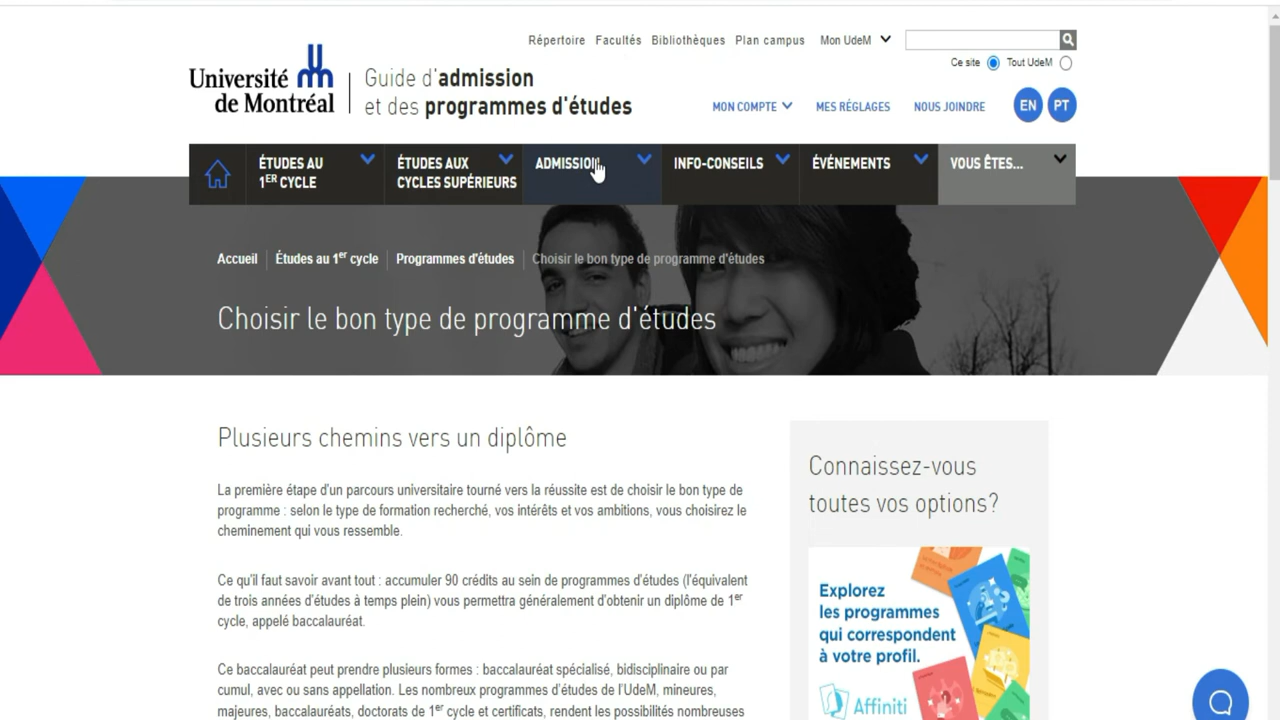 Répertoire Facultés Bibliothèques Plan campus Mon UdeM
Ce site Tout UdeM
Université
de Montréal
Guide d'admission
et des programmes d'études
MON COMPTE MES RÉGLAGES NOUS JOINDRE EN PT
ÉTUDES AU
1ER CYCLE
ÉTUDES AUX
CYCLES SUPÉRIEURS
ADMISSION
INFO-CONSEILS
ÉVÉNEMENTS
VOUS ÊTES...
Accueil Études au 1er cycle Programmes d'études Choisir le bon type de programme d'études
Choisir le bon type de programme d'études
Plusieurs chemins vers un diplôme
La première étape d'un parcours universitaire tourné vers la réussite est de choisir le bon type de
programme : selon le type de formation recherché, vos intérêts et vos ambitions, vous choisirez le
cheminement qui vous ressemble.
Ce qu'il faut savoir avant tout : accumuler 90 crédits au sein de programmes d'études (l'équivalent
de trois années d'études à temps plein) vous permettra généralement d'obtenir un diplôme de 1er
cycle, appelé baccalauréat.
Ce baccalauréat peut prendre plusieurs formes : baccalauréat spécialisé, bidisciplinaire ou par
cumul, avec ou sans appellation. Les nombreux programmes d'études de l'UdeM, mineures,
majeures, baccalauréats, doctorats de 1er cycle et certificats, rendent les possibilités nombreuses
Connaissez-vous
toutes vos options?
Explorez
les programmes
qui correspondent
à votre profil.
Affiniti